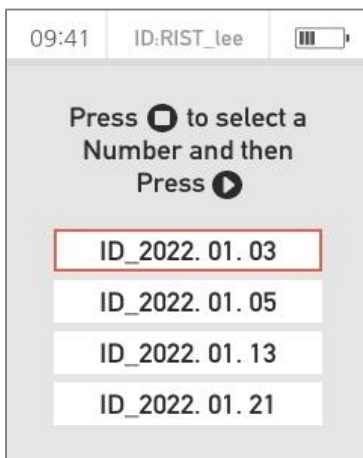 09:41 ID:RIST_lee
Press to select a
Number and then
Press
ID_2022. 01. 03
ID_2022. 01. 05
ID_2022. 01. 13
ID_2022. 01. 21